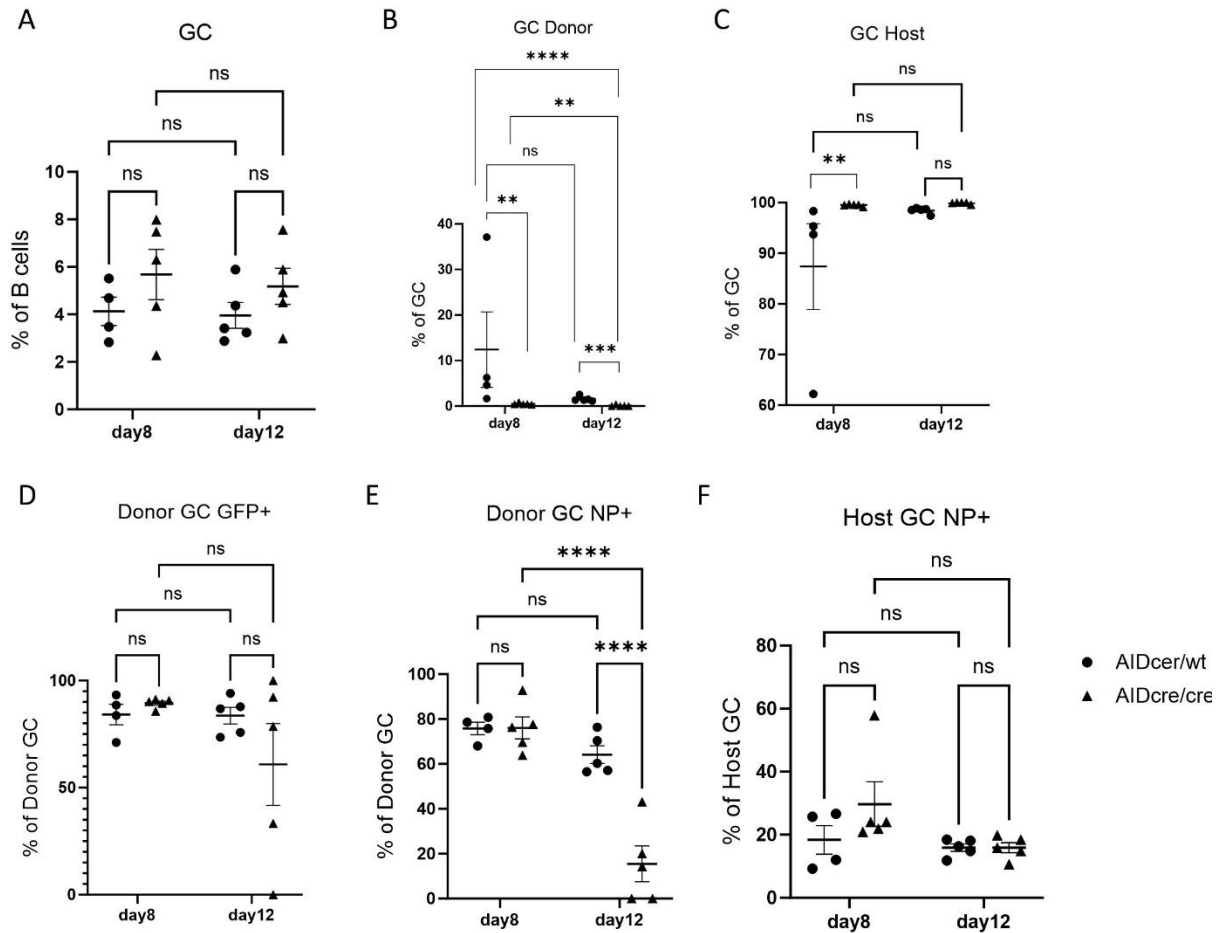 A
GC
ns
ns
ns
ns
% of B cells
10
8
6
4
2
0
day8
day12
B
GC Donor
****
**
ns
**
***
% of GC
40
30
20
10
0
day8
day12
C
GC Host
ns
ns
**
ns
% of GC
100
90
80
70
60
day8
day12
D
Donor GC GFP+
ns
ns
ns
ns
% of Donor GC
100
50
0
day8
day12
E
Donor GC NP+
****
ns
ns
****
% of Donor GC
100
80
60
40
20
0
day8
day12
F
Host GC NP+
ns
ns
ns
ns
% of Host GC
80
60
40
20
0
day8
day12
AIDcer/wt
AIDcre/cre